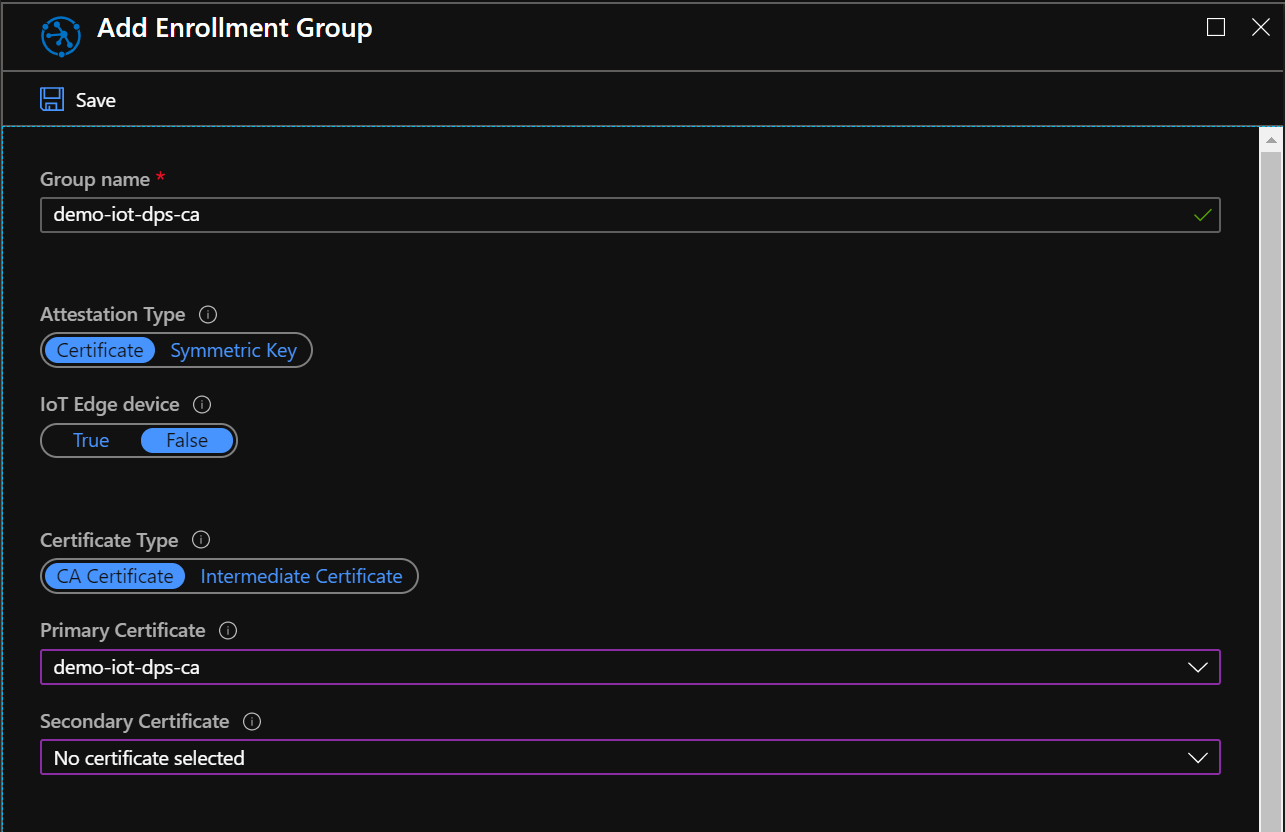 Add Enrollment Group
Save
Group name *
demo-iot-dps-ca
Attestation Type
Certificate Symmetric Key
IoT Edge device
True False
Certificate Type
CA Certificate Intermediate Certificate
Primary Certificate
demo-iot-dps-ca
Secondary Certificate
No certificate selected